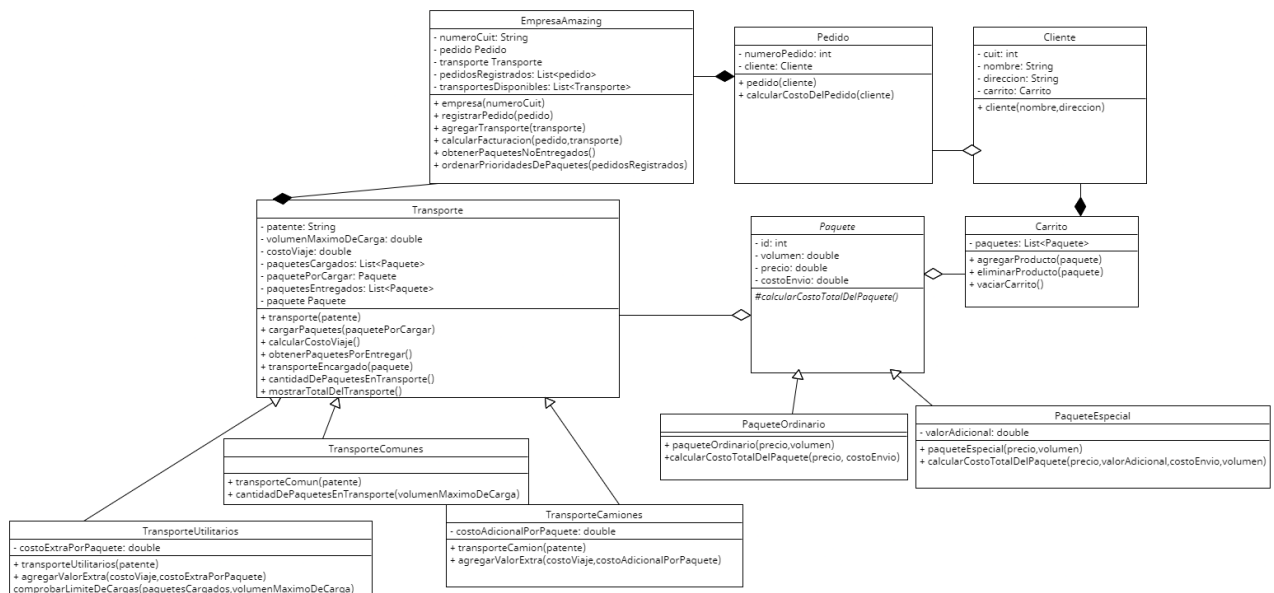 EmpresaAmazing
- numeroCuit: String
- pedido Pedido
- transporte Transporte
- pedidosRegistrados: List<pedido>
- transportesDisponibles: List<Transporte>
+ empresa(numeroCuit)
+ registrarPedido(pedido)
+ agregarTransporte(transporte)
+ calcularFacturacion(pedido,transporte)
+ obtenerPaquetesNoEntregados()
+ ordenarPrioridadesDePaquetes(pedidosRegistrados)
Pedido
- numeroPedido: int
- cliente: Cliente
+ pedido(cliente)
+ calcularCostoDelPedido(cliente)
Cliente
- cuit: int
- nombre: String
- direccion: String
- carrito: Carrito
+ cliente(nombre,direccion)
Transporte
- patente: String
- volumenMaximoDeCarga: double
- costoViaje: double
- paquetesCargados: List<Paquete>
- paquetePorCargar: Paquete
- paquetesEntregados: List<Paquete>
- paquete Paquete
+ transporte(patente)
+ cargarPaquetes(paquetePorCargar)
+ calcularCostoViaje()
+ obtenerPaquetesPorEntregar()
+ transporteEncargado(paquete)
+ cantidadDePaquetesEnTransporte()
+ mostrarTotalDelTransporte()
Paquete
- id: int
- volumen: double
- precio: double
- costoEnvio: double
#calcularCostoTotalDelPaquete()
Carrito
- paquetes: List<Paquete>
+ agregarProducto(paquete)
+ eliminarProducto(paquete)
+ vaciarCarrito()
PaqueteOrdinario
+ paqueteOrdinario(precio,volumen)
+calcularCostoTotalDelPaquete(precio, costoEnvio)
PaqueteEspecial
- valorAdicional: double
+ paqueteEspecial(precio,volumen)
+ calcularCostoTotalDelPaquete(precio,valorAdicional,costoEnvio,volumen)
TransporteComunes
+ transporteComun(patente)
+ cantidadDePaquetesEnTransporte(volumenMaximoDeCarga)
TransporteCamiones
- costoAdicionalPorPaquete: double
+ transporteCamion(patente)
+ agregarValorExtra(costoViaje,costoAdicionalPorPaquete)
TransporteUtilitarios
- costoExtraPorPaquete: double
+ transporteUtilitarios(patente)
+ agregarValorExtra(costoViaje,costoExtraPorPaquete)
comprobarLimiteDeCargas(paquetesCargados,volumenMaximoDeCarga)